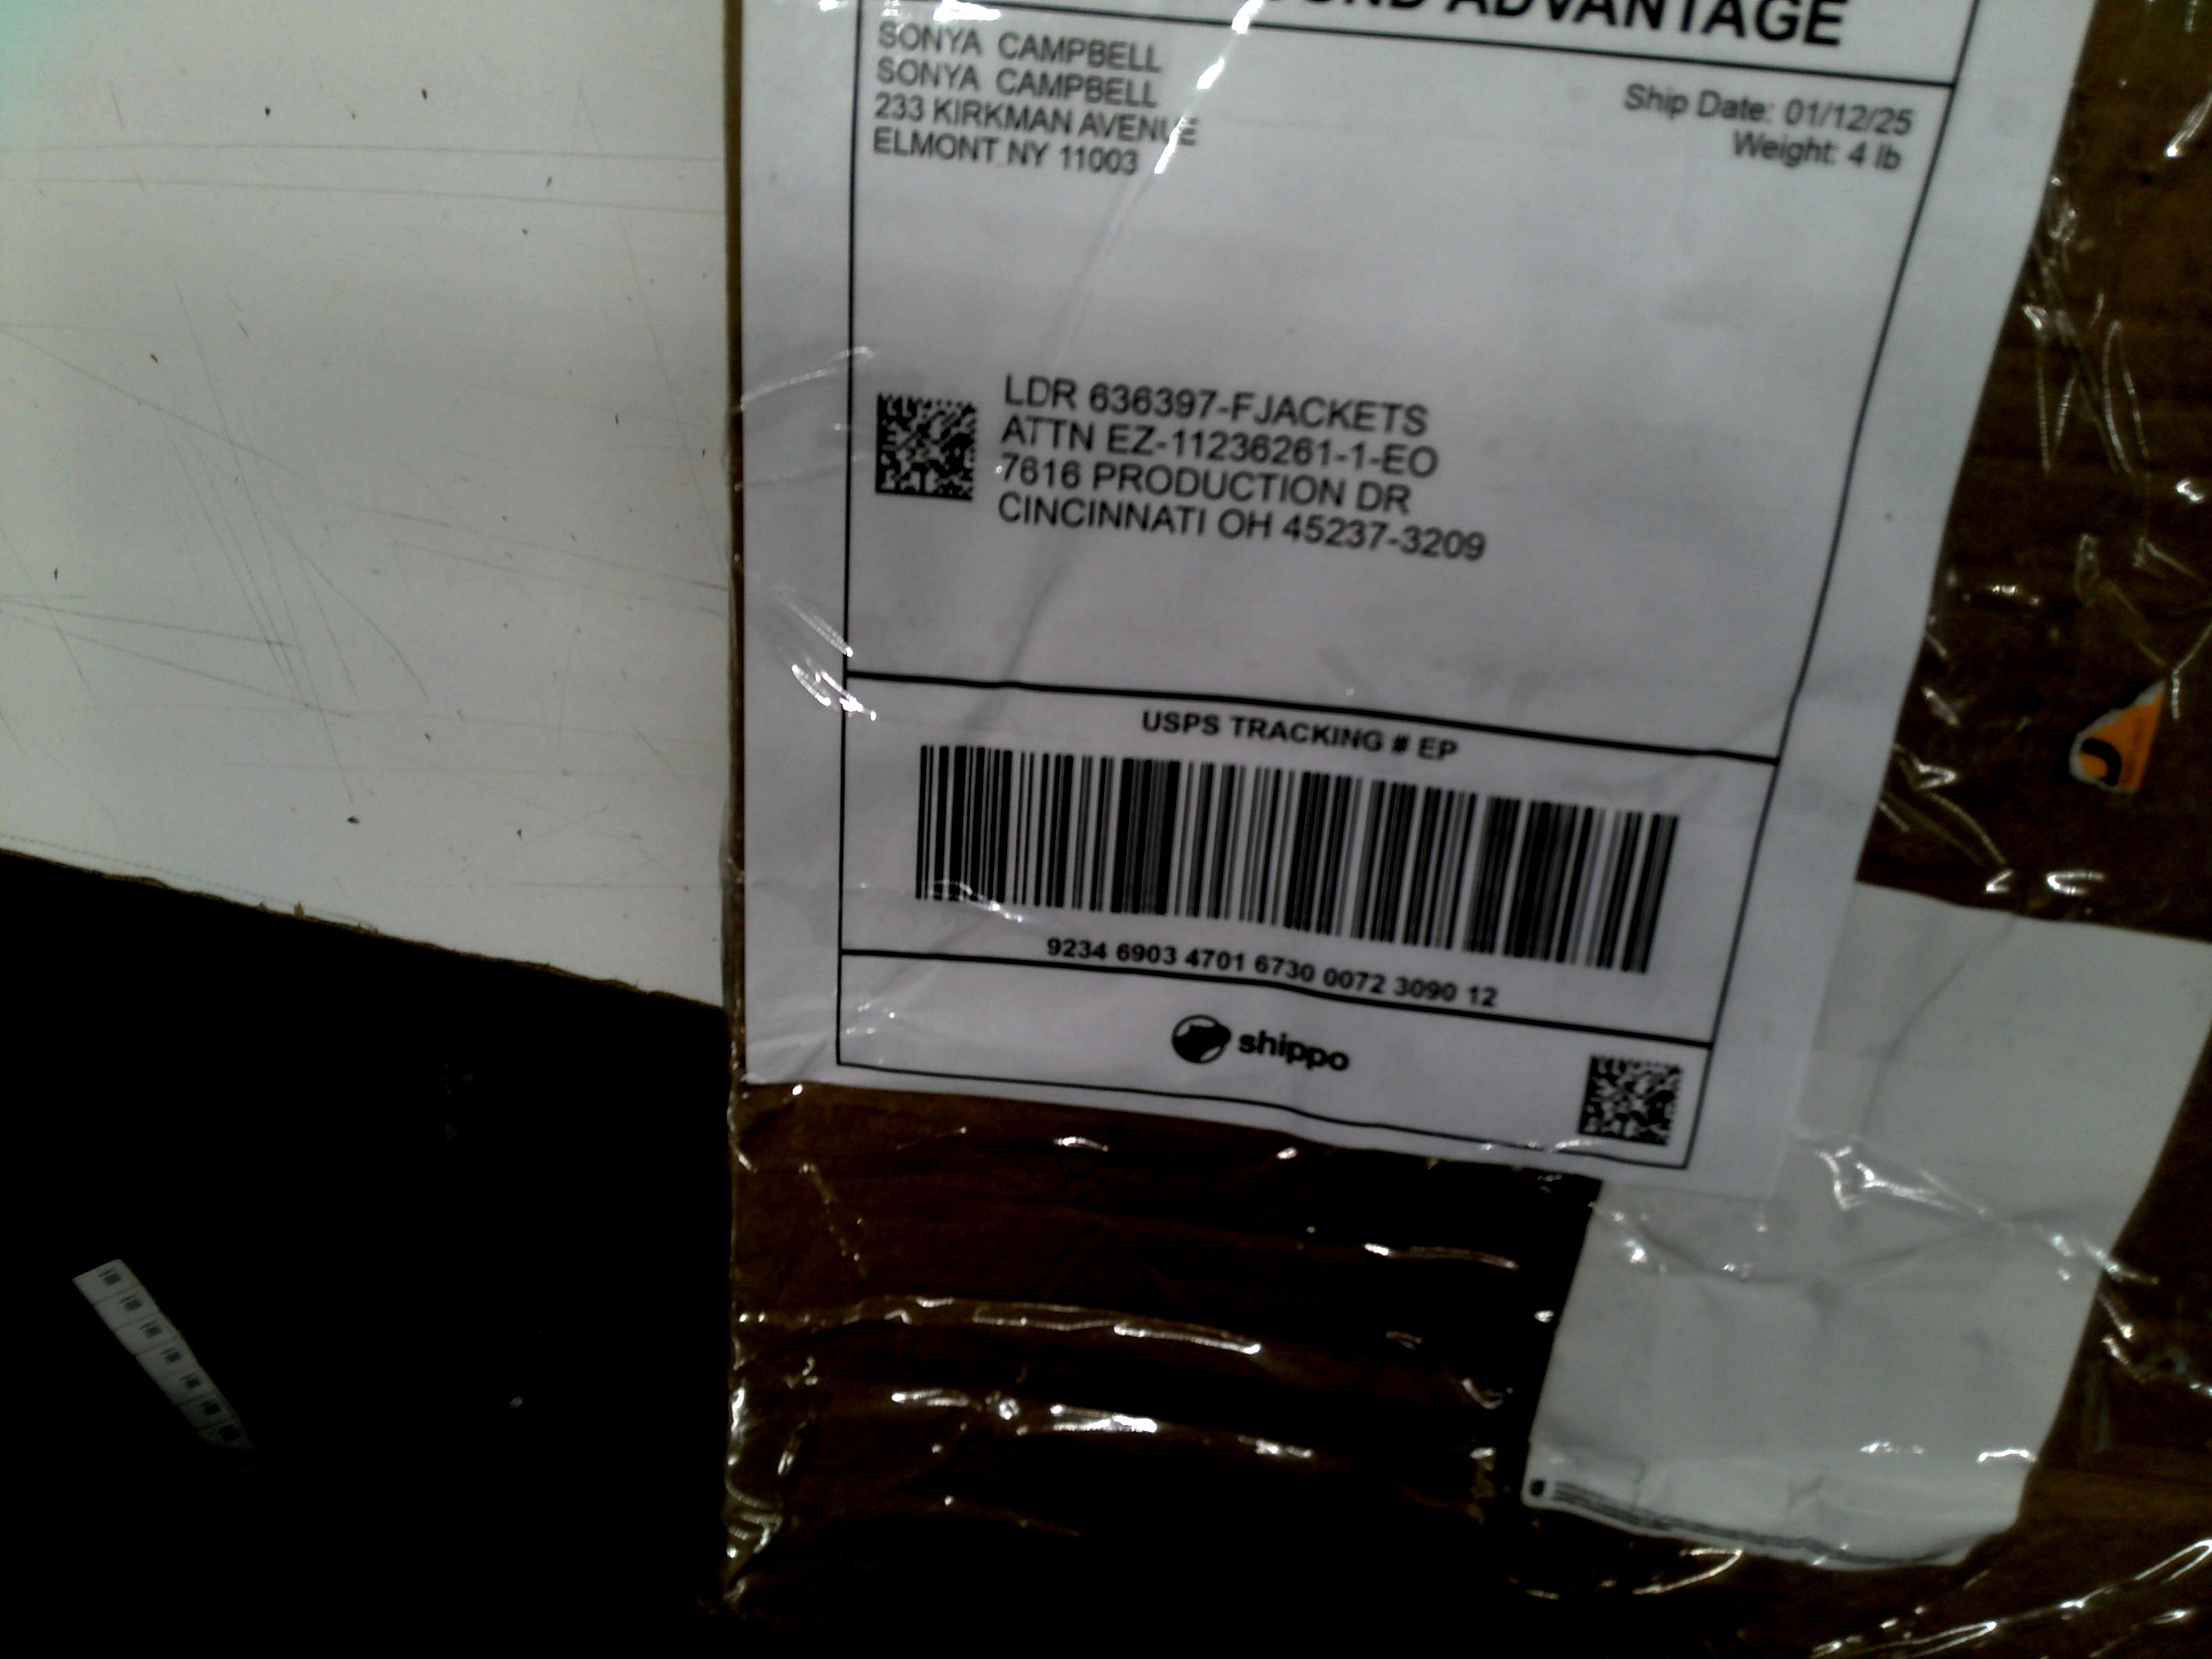 ADVANTAGE
SONYA CAMPBELL
SONYA CAMPBELL
233 KIRKMAN AVENUE
ELMONT NY 11003
Ship Date: 01/12/25
Weight: 4 lb
LDR 636397-FJACKETS
ATTN EZ-11236261-1-EO
7616 PRODUCTION DR
CINCINNATI OH 45237-3209
USPS TRACKING # EP
9234 6903 4701 6730 0072 3090 12
shippo